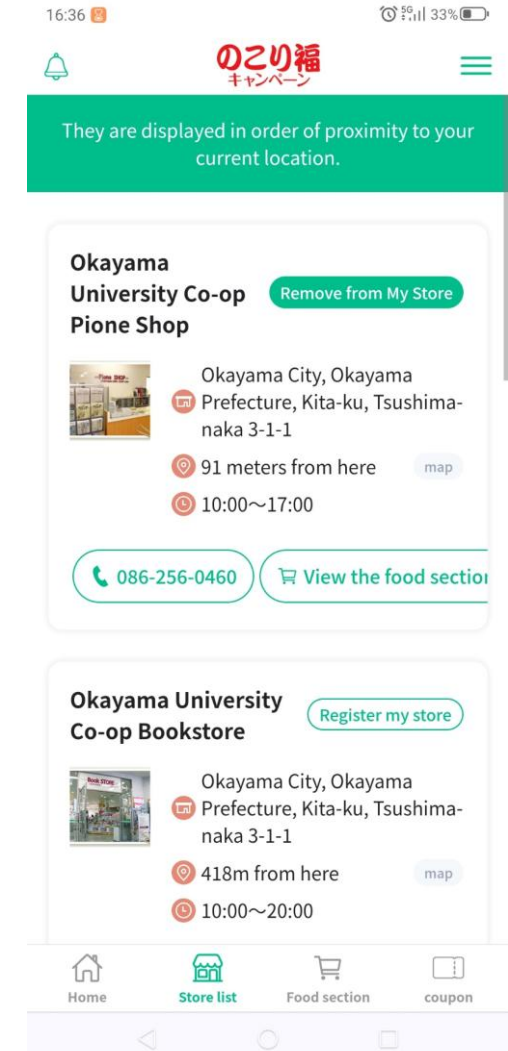 16:36
5G
33%
のこり福
キャンペーン
They are displayed in order of proximity to your
current location.
Okayama
University Co-op
Pione Shop
Remove from My Store
Okayama City, Okayama
Prefecture, Kita-ku, Tsushima-
naka 3-1-1
91 meters from here
map
10:00～17:00
086-256-0460
View the food section
Okayama University
Co-op Bookstore
Register my store
Book STORE
Okayama City, Okayama
Prefecture, Kita-ku, Tsushima-
naka 3-1-1
418m from here
map
10:00～20:00
Home
Store list
Food section
coupon